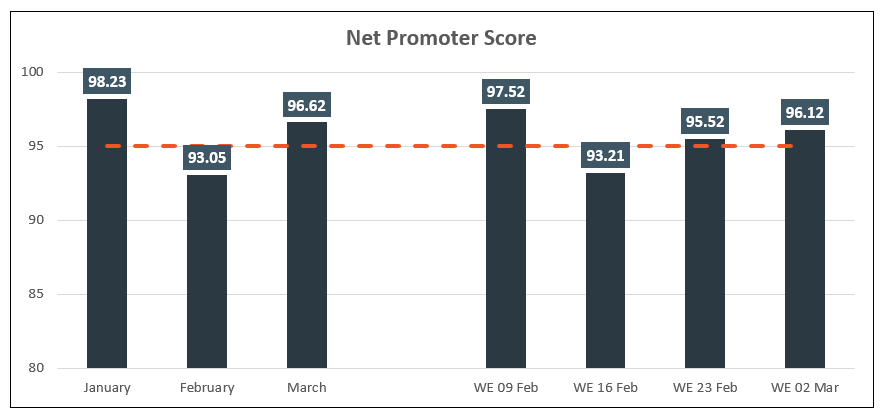 Net Promoter Score
100
95
90
85
80
98.23
93.05
96.62
97.52
93.21
95.52
96.12
January
February
March
WE 09 Feb
WE 16 Feb
WE 23 Feb
WE 02 Mar